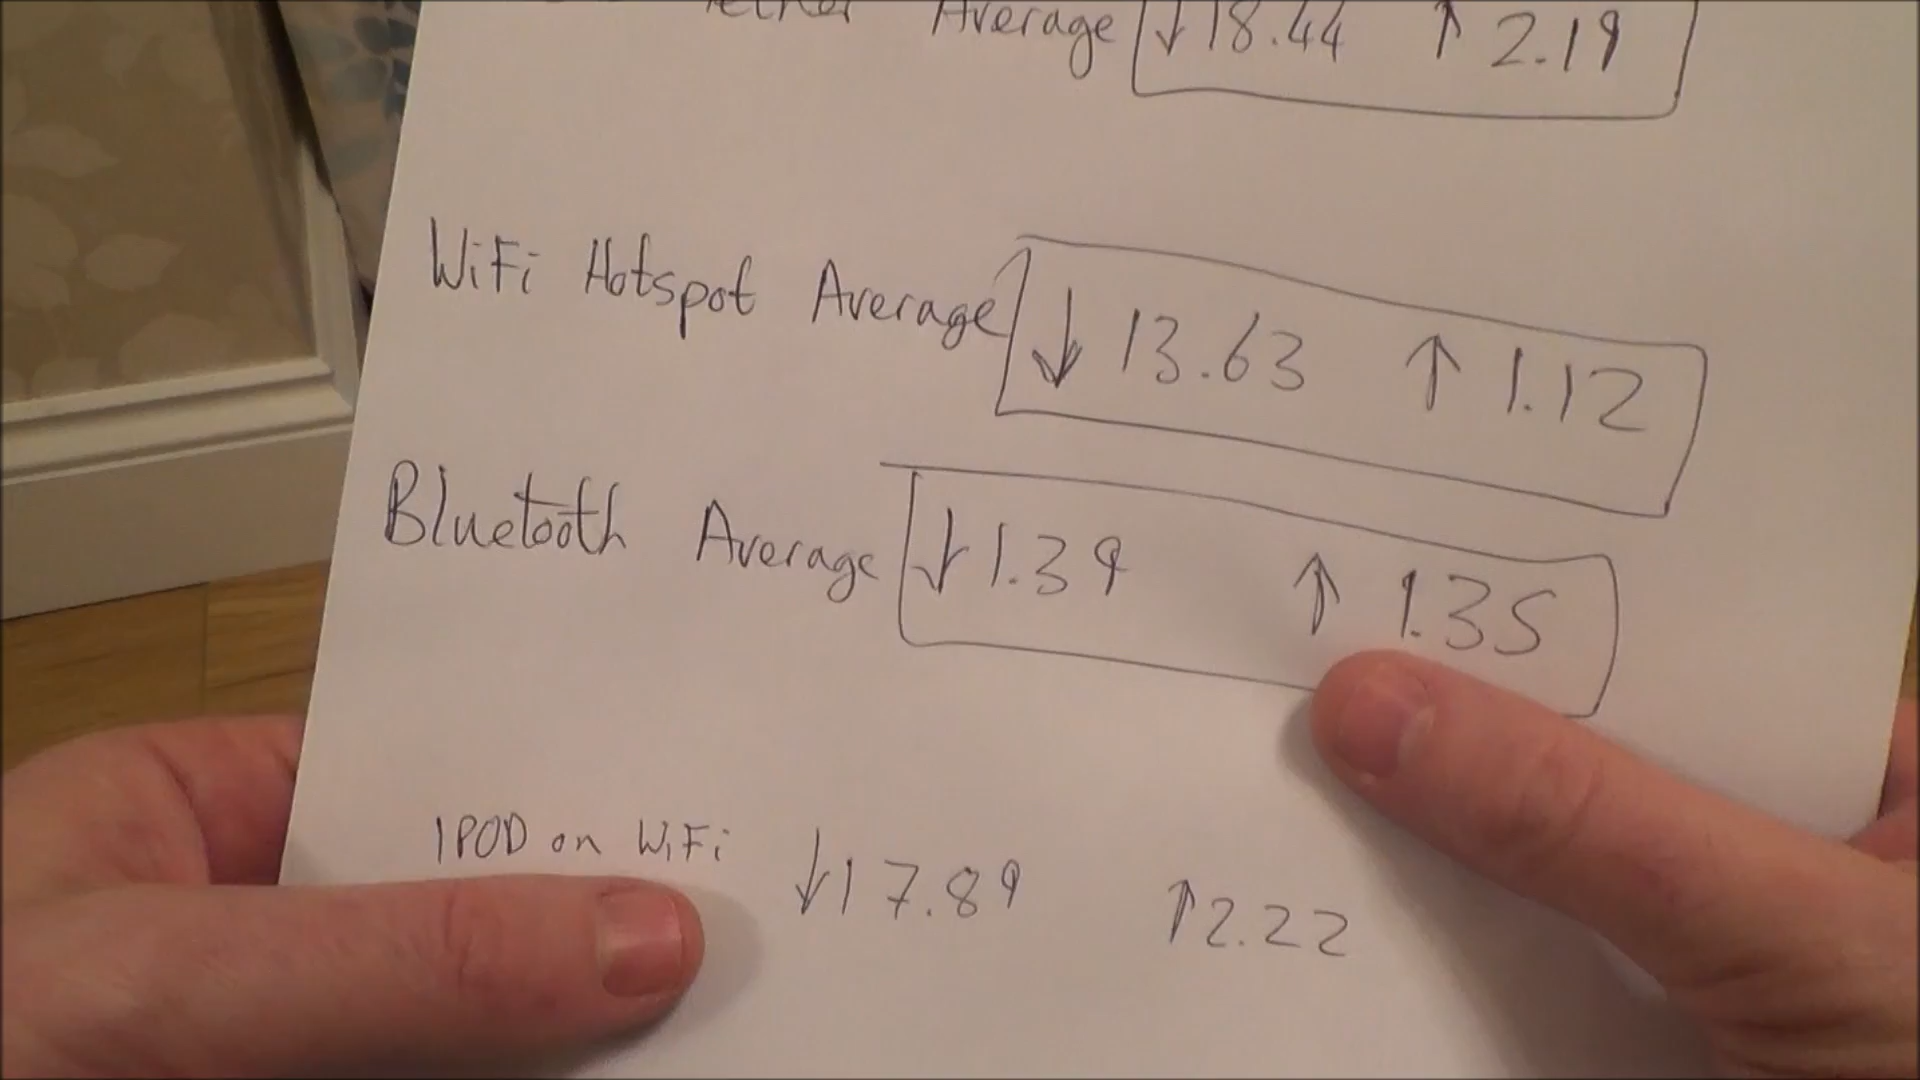 Tether Average ↓ 18.44 ↑ 2.19
WiFi Hotspot Average ↓ 13.63 ↑ 1.12
Bluetooth Average ↓ 1.39 ↑ 1.35
IPOD on WiFi ↓ 17.89 ↑ 2.22